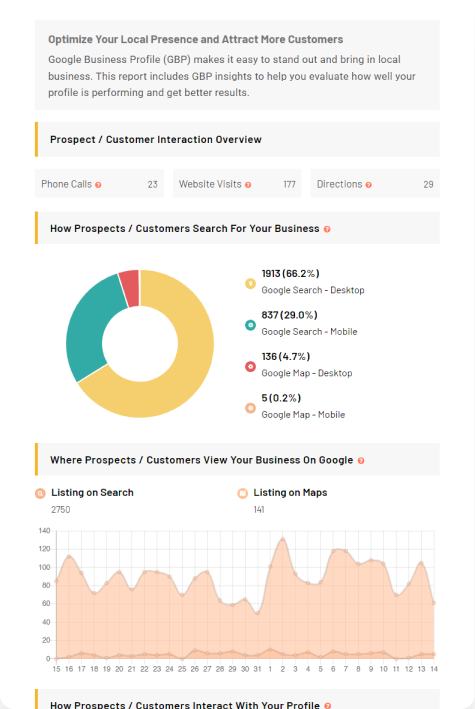 Optimize Your Local Presence and Attract More Customers
Google Business Profile (GBP) makes it easy to stand out and bring in local
business. This report includes GBP insights to help you evaluate how well your
profile is performing and get better results.
Prospect / Customer Interaction Overview
Phone Calls ? 23
Website Visits ? 177
Directions ? 29
How Prospects / Customers Search For Your Business ?
1913 (66.2%)
Google Search - Desktop
837 (29.0%)
Google Search - Mobile
136 (4.7%)
Google Map - Desktop
5 (0.2%)
Google Map - Mobile
Where Prospects / Customers View Your Business On Google ?
Listing on Search
2750
Listing on Maps
141
140
120
100
80
60
40
20
0
15 16 17 18 19 20 21 22 23 24 25 26 27 28 29 30 31 1 2 3 4 5 6 7 8 9 10 11 12 13 14
How Prospects / Customers Interact With Your Profile ?